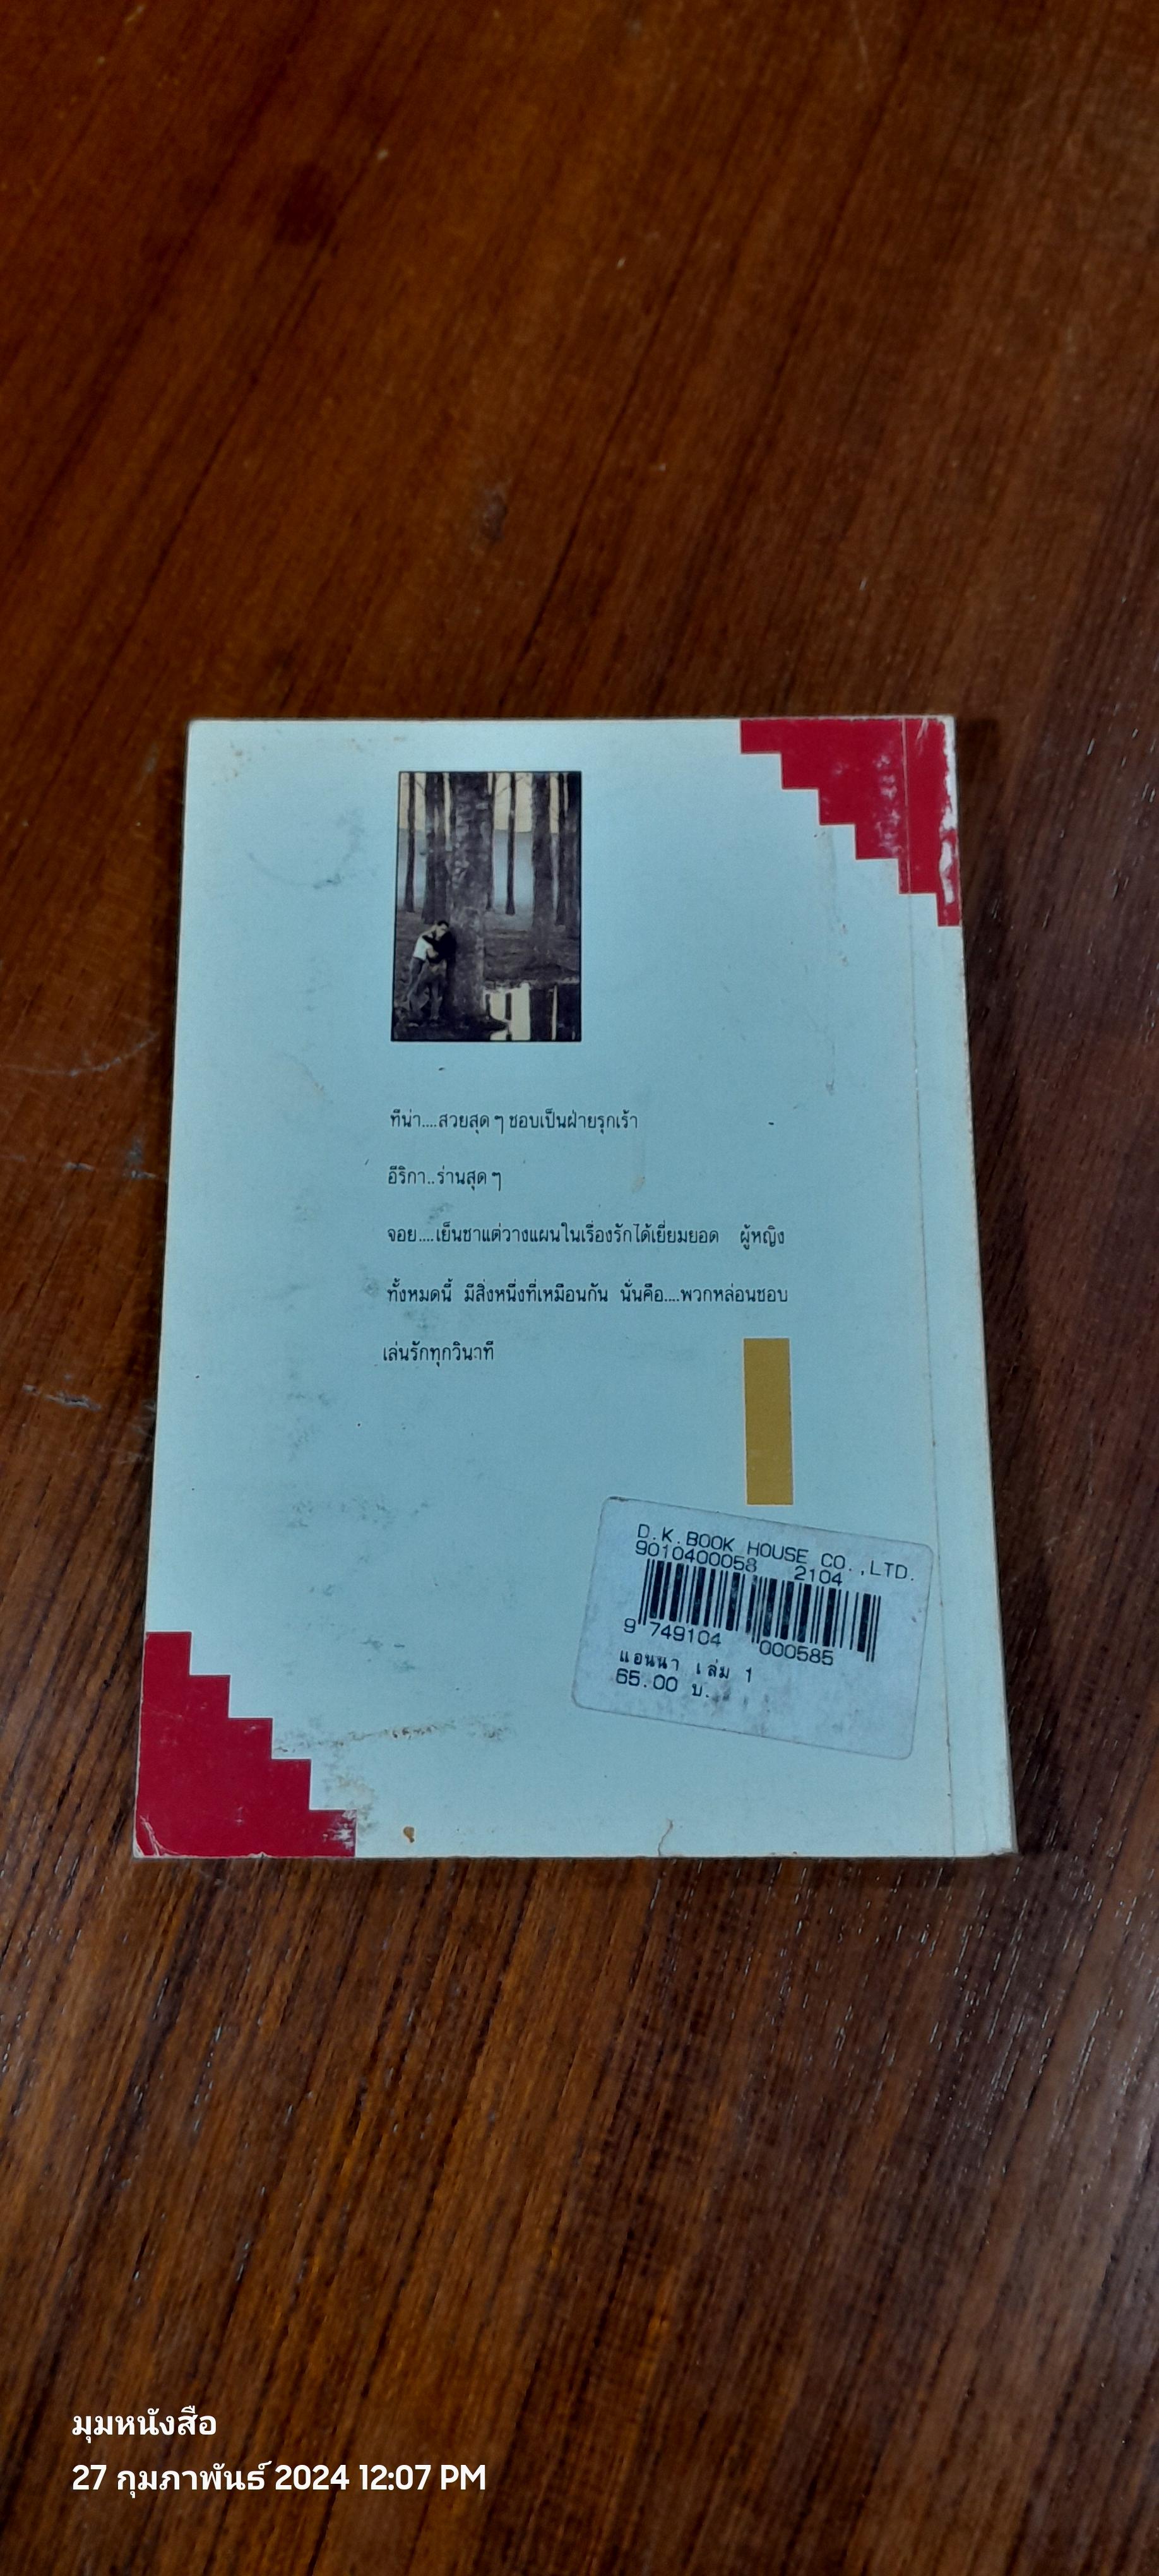 ทีน่า....สวยสุด ๆ ชอบเป็นฝ่ายรุกเร้า
อีริกา..ร่านสุด ๆ
จอย....เย็นชาแต่วางแผนในเรื่องรักได้เยี่ยมยอด ผู้หญิง
ทั้งหมดนี้ มีสิ่งหนึ่งที่เหมือนกัน นั่นคือ....พวกหล่อนชอบ
เล่นรักทุกวินาที
D.K.BOOK HOUSE CO.,LTD.
9010400058 2104
9 749104 000585
แอนนา เล่ม 1
65.00 บ.
มุมหนังสือ
27 กุมภาพันธ์ 2024 12:07 PM